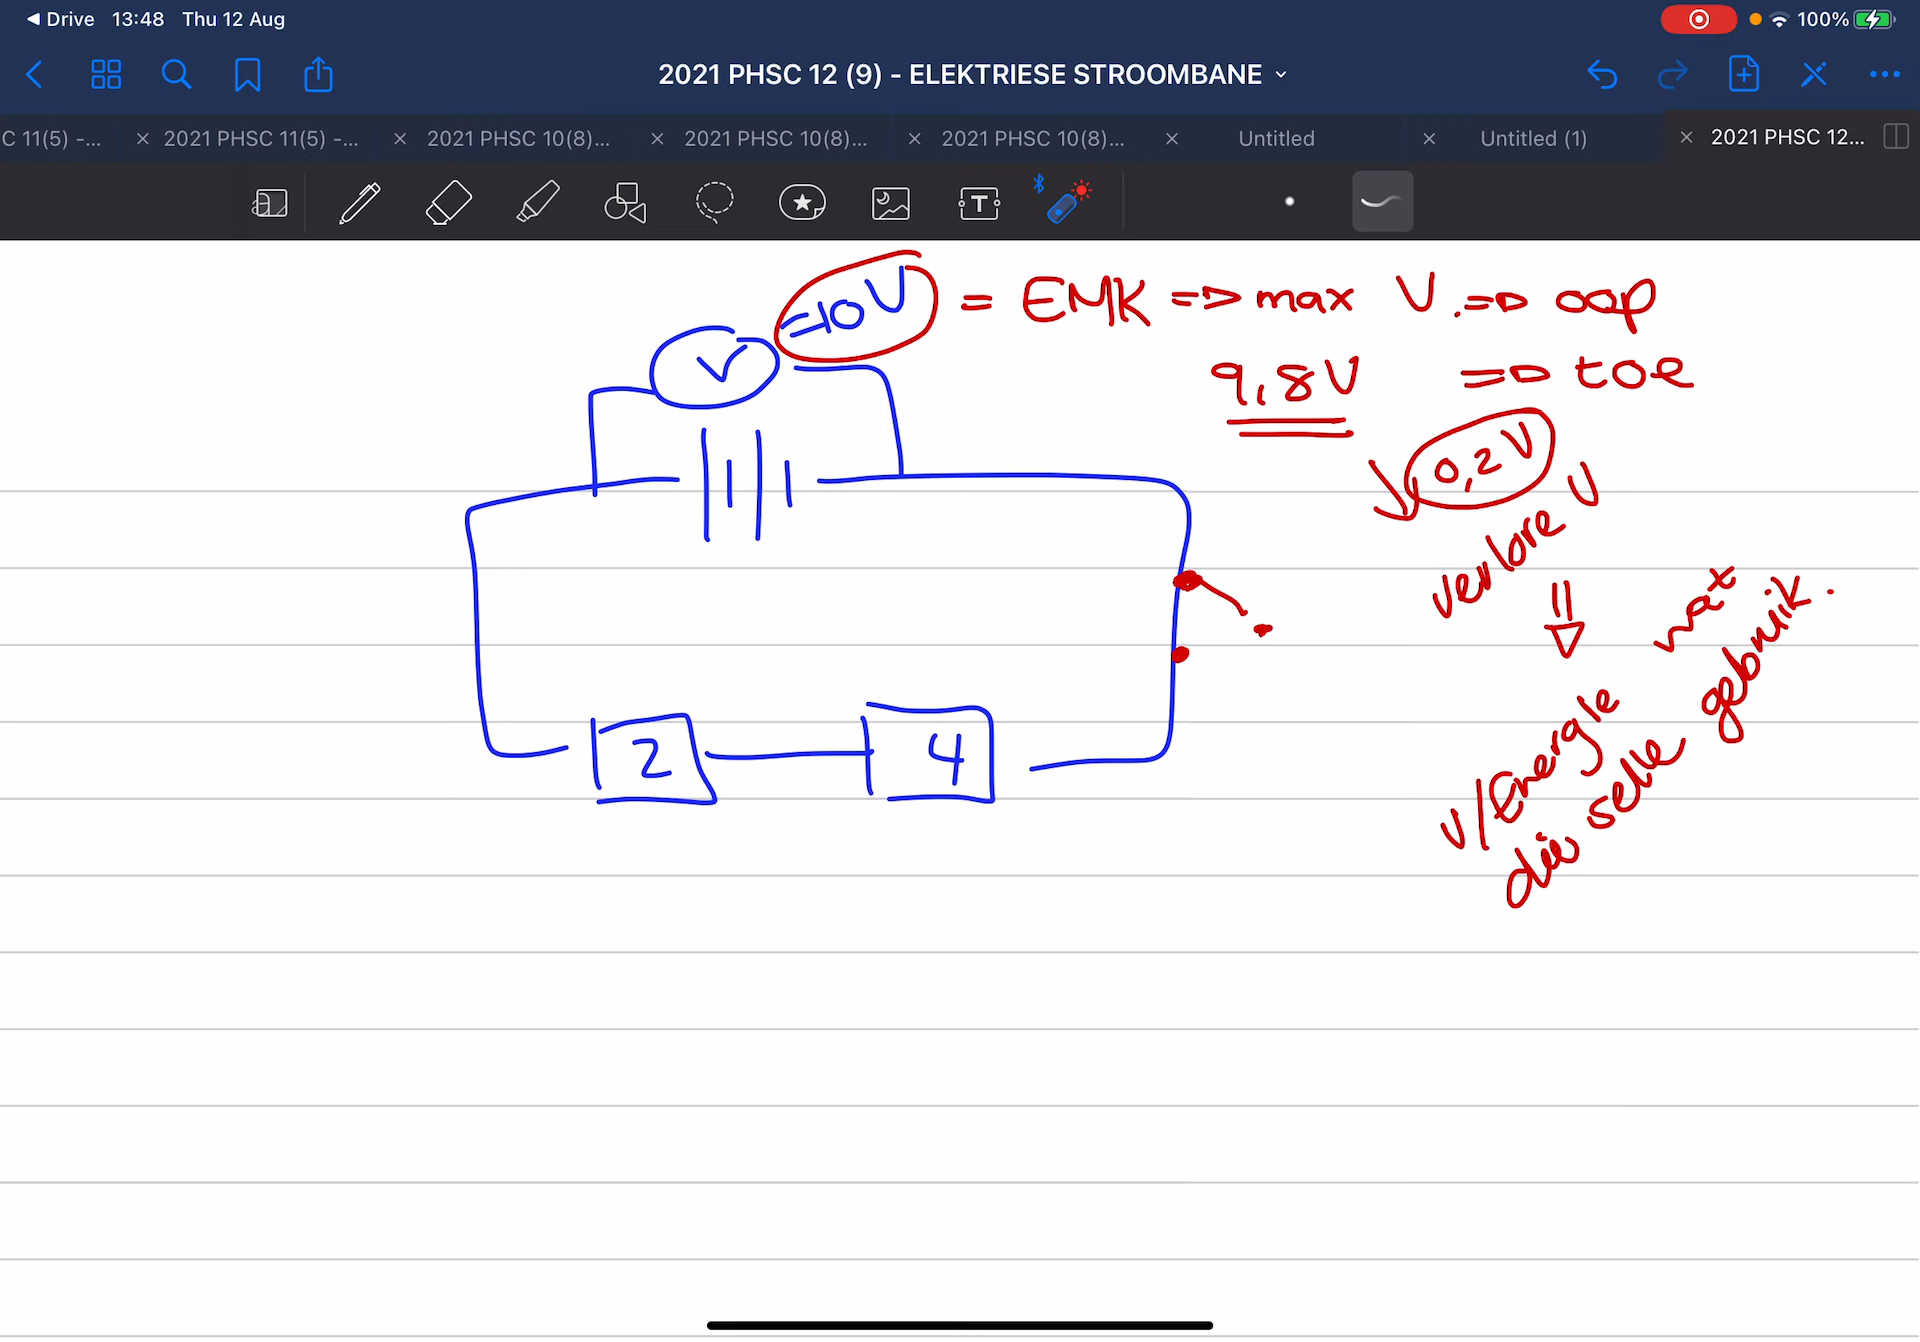 Drive 13:48 Thu 12 Aug
100%
2021 PHSC 12 (9) - ELEKTRIESE STROOMBANE
C 11(5) -...
2021 PHSC 11(5) -...
2021 PHSC 10(8)...
2021 PHSC 10(8)...
2021 PHSC 10(8)...
Untitled
Untitled (1)
2021 PHSC 12...
T
=10V = EMK => max V. => oop
V
9,8V => toe
0,2V
verlore V
V/Energie wat
die selle gebruik.
2
4